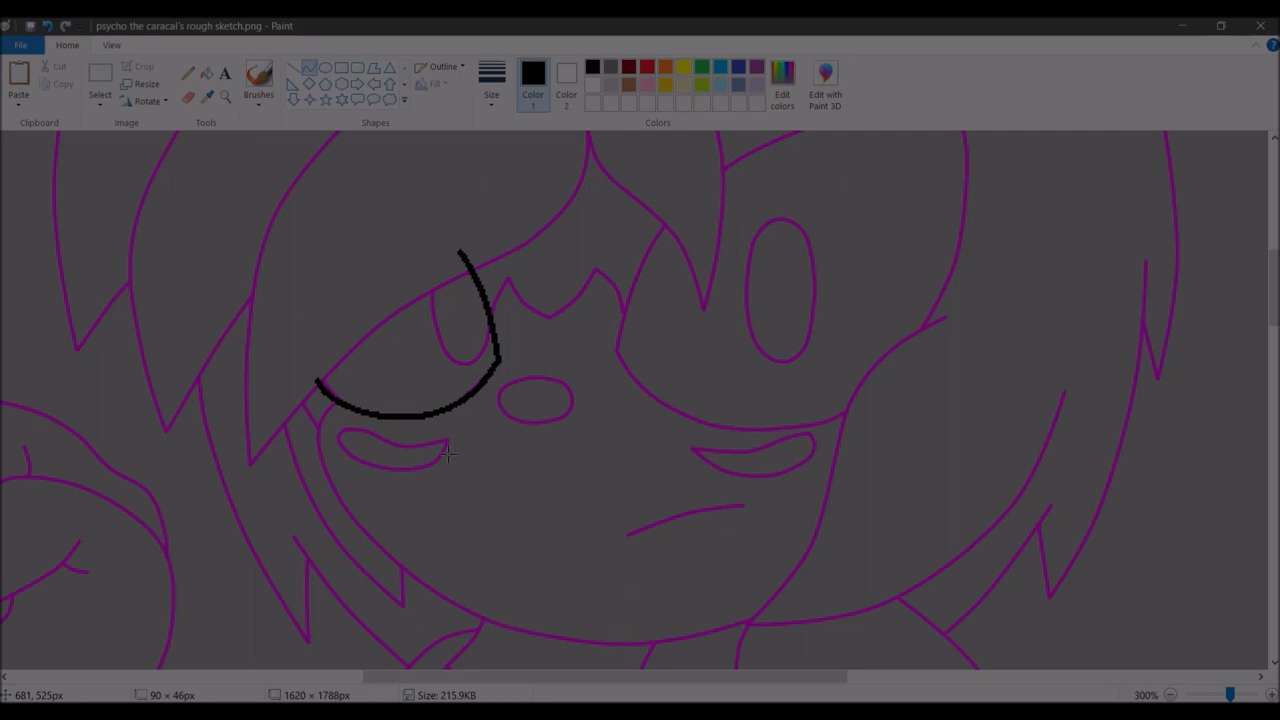 psycho the caracal's rough sketch.png - Paint
File Home View
Paste
Cut
Copy
Clipboard
Select
Crop
Resize
Rotate
Image
A
Tools
Brushes
Outline
Fill
Shapes
Size
Color 1
Color 2
Edit colors
Edit with Paint 3D
Colors
681, 525px 90 × 46px 1620 × 1788px Size: 215.9KB 300%